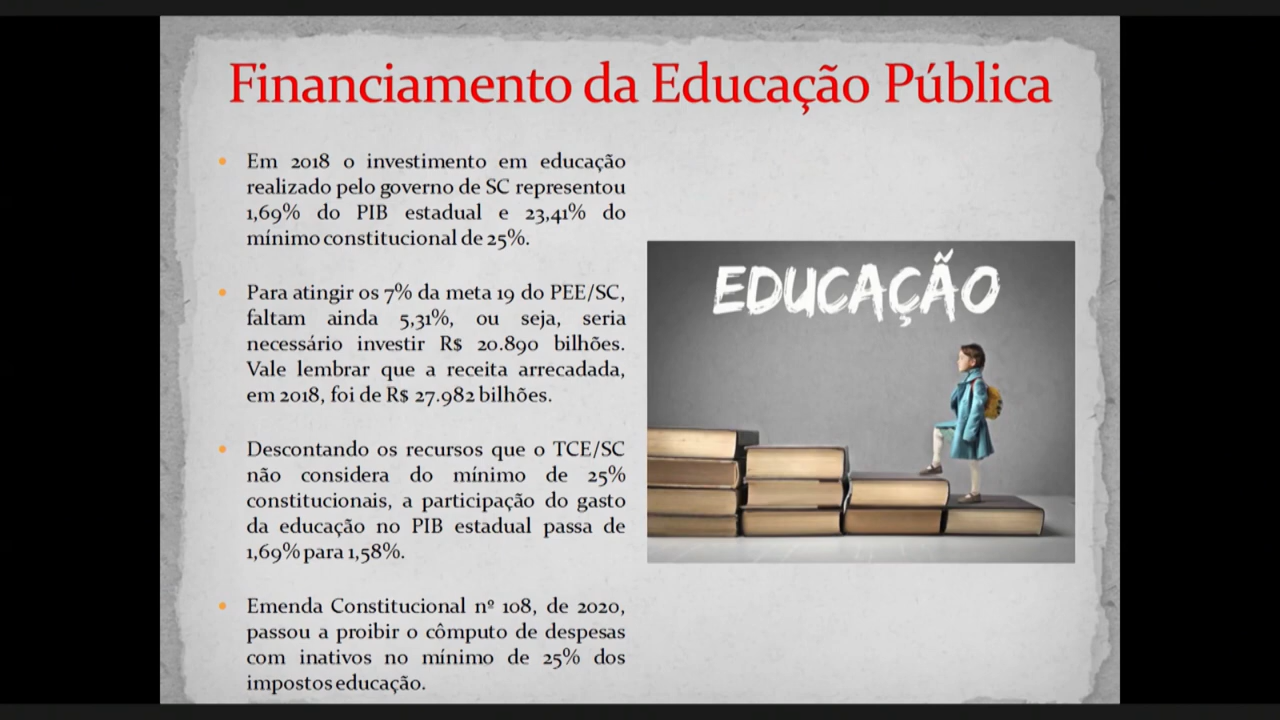 Financiamento da Educação Pública
Em 2018 o investimento em educação
realizado pelo governo de SC representou
1,69% do PIB estadual e 23,41% do
mínimo constitucional de 25%.
Para atingir os 7% da meta 19 do PEE/SC,
faltam ainda 5,31%, ou seja, seria
necessário investir R$ 20.890 bilhões.
Vale lembrar que a receita arrecadada,
em 2018, foi de R$ 27.982 bilhões.
Descontando os recursos que o TCE/SC
não considera do mínimo de 25%
constitucionais, a participação do gasto
da educação no PIB estadual passa de
1,69% para 1,58%.
Emenda Constitucional nº 108, de 2020,
passou a proibir o cômputo de despesas
com inativos no mínimo de 25% dos
impostos educação.
EDUCAÇÃO